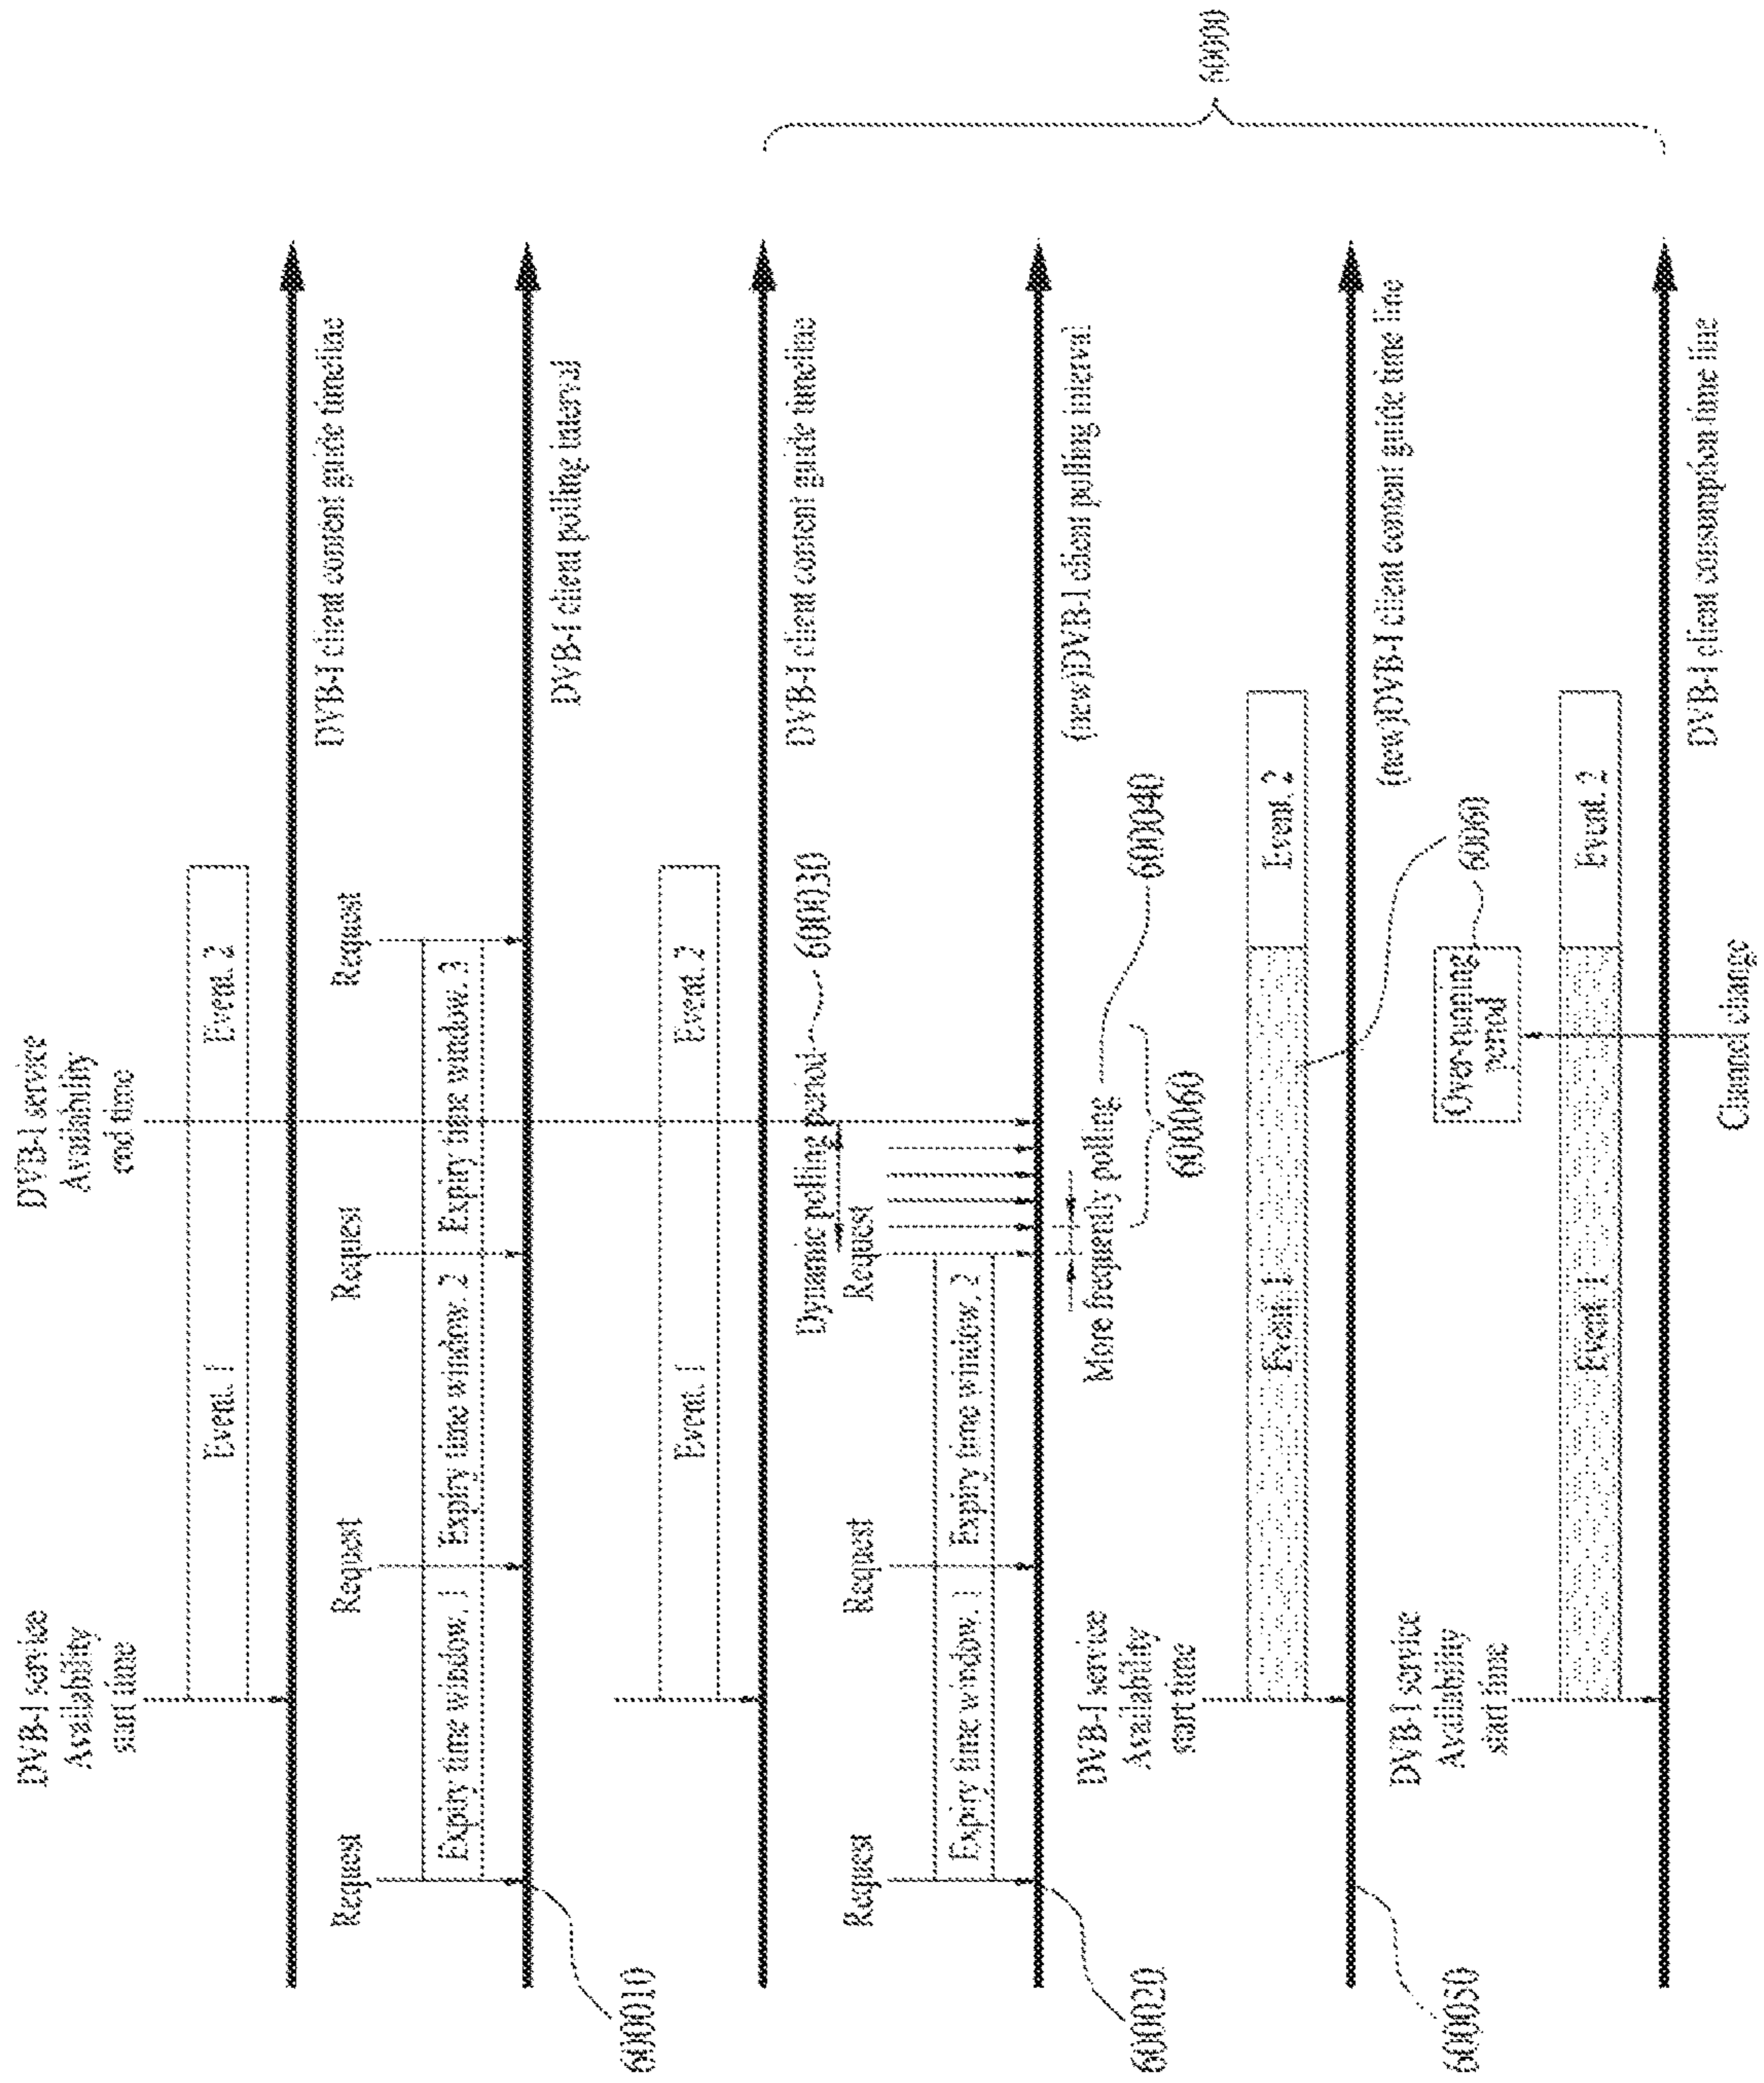 DVB-I service
Availability
start time
DVB-I service
Availability
end time
Event. 1
Event. 2
DVB-I client content guide timeline
Request
Request
Request
Request
Expiry time window. 1
Expiry time window. 2
Expiry time window. 3
600010
DVB-I client polling interval
Event. 1
Event. 2
DVB-I client content guide timeline
60000
Dynamic polling period
600030
Request
Request
Request
Expiry time window. 1
Expiry time window. 2
600020
(new)DVB-I client polling interval
More frequently polling
600040
600060
DVB-I service
Availability
start time
Event. 1
Event. 2
600050
(new)DVB-I client content guide time line
60060
Over-running
period
DVB-I service
Availability
start time
Event. 1
Event. 2
DVB-I client consumption time line
Channel change